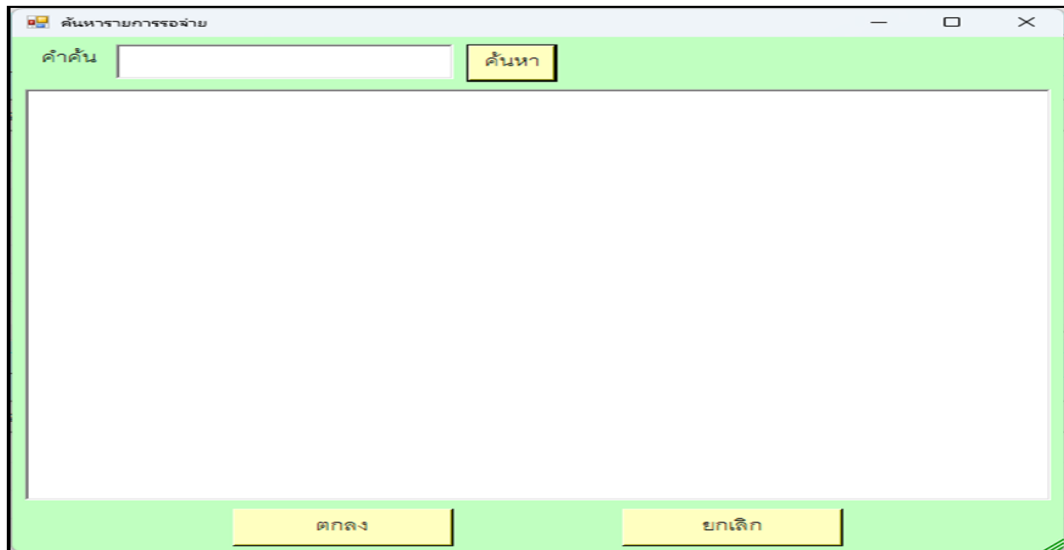 ค้นหารายการรอจ่าย
คำค้น ค้นหา
ตกลง ยกเลิก